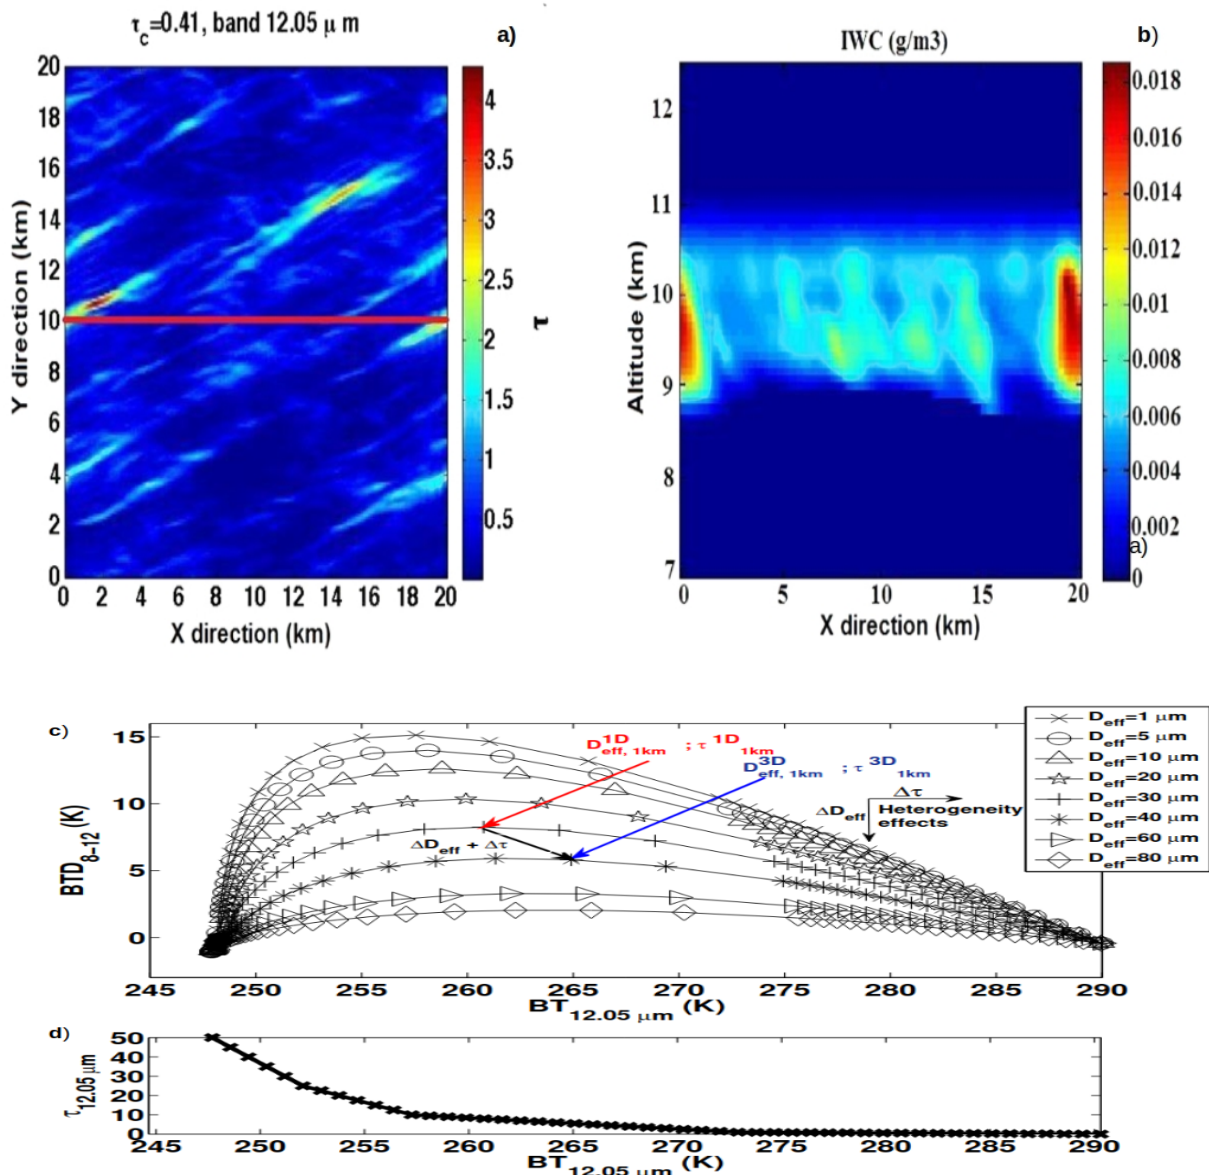 τc=0.41, band 12.05 μ m
a)
20
18
16
14
12
10
8
6
4
2
0
0 2 4 6 8 10 12 14 16 18 20
X direction (km)
Y direction (km)
4
3.5
3
2.5
2
1.5
1
0.5
τ
IWC (g/m3)
b)
12
11
10
9
8
7
0 5 10 15 20
X direction (km)
Altitude (km)
0.018
0.016
0.014
0.012
0.01
0.008
0.006
0.004
0.002
0
a)
c)
15
10
5
0
BTD8-12 (K)
245 250 255 260 265 270 275 280 285 290
BT12.05 μm (K)
D1Deff, 1km ; τ1D1km
D3Deff, 1km ; τ3D1km
Δτ
ΔDeff Heterogeneity
effects
ΔDeff + Δτ
Deff=1 μm
Deff=5 μm
Deff=10 μm
Deff=20 μm
Deff=30 μm
Deff=40 μm
Deff=60 μm
Deff=80 μm
d)
50
40
30
20
10
0
τ12.05 μm
245 250 255 260 265 270 275 280 285 290
BT12.05 μm (K)